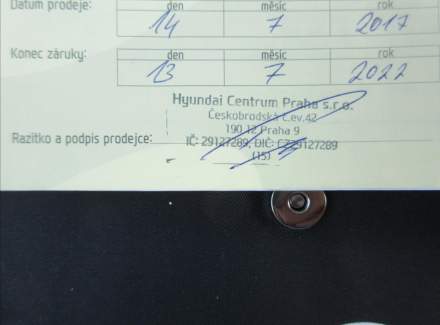 Datum prodeje: den měsíc rok
14 7 2017
Konec záruky: den měsíc rok
13 7 2022
Hyundai Centrum Praha s.r.o.
Českobrodská č.ev.42
190 12 Praha 9
Razítko a podpis prodejce: IČ: 29127289, DIČ: CZ29127289
(15)